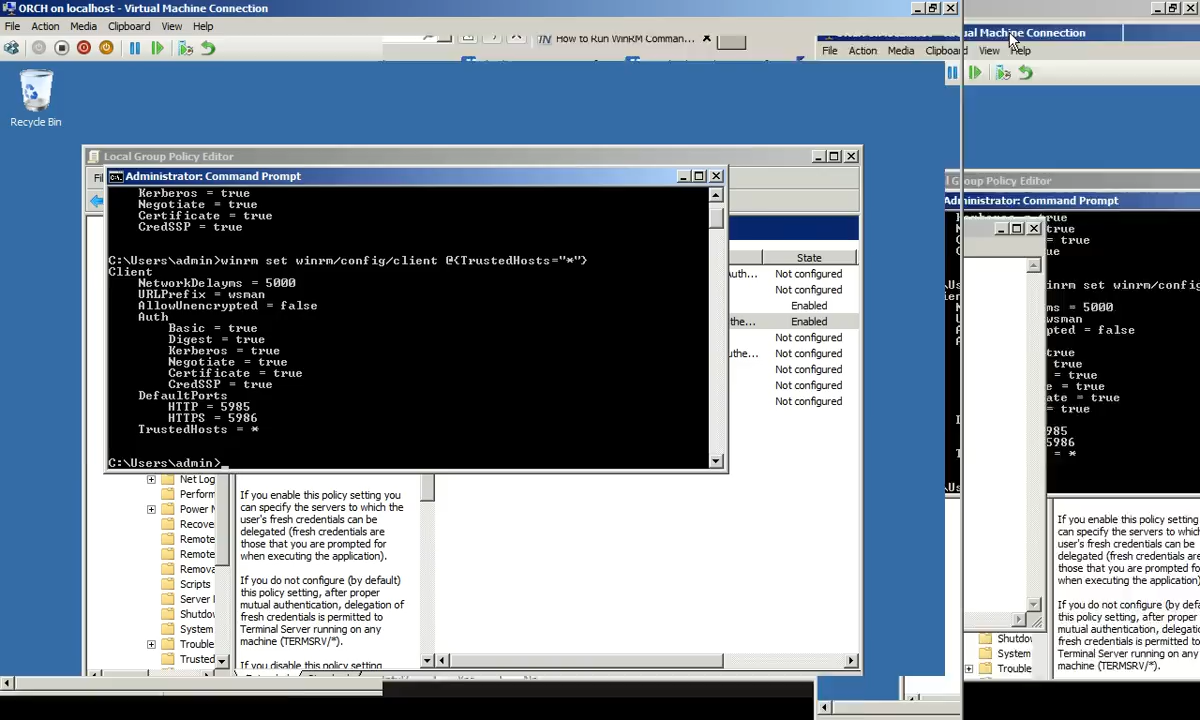 ORCH on localhost - Virtual Machine Connection
File Action Media Clipboard View Help
How to Run WinRM Comman...
Recycle Bin
Local Group Policy Editor
Administrator: Command Prompt
Kerberos = true
Negotiate = true
Certificate = true
CredSSP = true
C:\Users\admin>winrm set winrm/config/client @{TrustedHosts="*"}
Client
NetworkDelayms = 5000
URLPrefix = wsman
AllowUnencrypted = false
Auth
Basic = true
Digest = true
Kerberos = true
Negotiate = true
Certificate = true
CredSSP = true
DefaultPorts
HTTP = 5985
HTTPS = 5986
TrustedHosts = *
C:\Users\admin>_
State
Auth... Not configured
Not configured
Enabled
the... Enabled
Not configured
uthe... Not configured
Not configured
Not configured
Not configured
Net Log
Perform
Power M
Recove
Remote
Remote
Remova
Scripts
Server
Shutdo
System
Trouble
Trusted
If you enable this policy setting you
can specify the servers to which the
user's fresh credentials can be
delegated (fresh credentials are
those that you are prompted for
when executing the application).
If you do not configure (by default)
this policy setting, after proper
mutual authentication, delegation of
fresh credentials is permitted to
Terminal Server running on any
machine (TERMSRV/*).
If you disable this policy setting
ual Machine Connection
File Action Media Clipboard View Help
l Group Policy Editor
Administrator: Command Prompt
Kerberos = true
true
true
true
winrm set winrm/config
ms = 5000
wsman
pted = false
true
true
= true
= true
ate = true
= true
985
5986
= *
If you enable this policy setting
can specify the servers to which
user's fresh credentials can be
delegated (fresh credentials are
those that you are prompted for
when executing the application)
If you do not configure (by defa
this policy setting, after proper
mutual authentication, delegatio
fresh credentials is permitted to
Terminal Server running on any
machine (TERMSRV/*).
Shutdo
System
Trouble